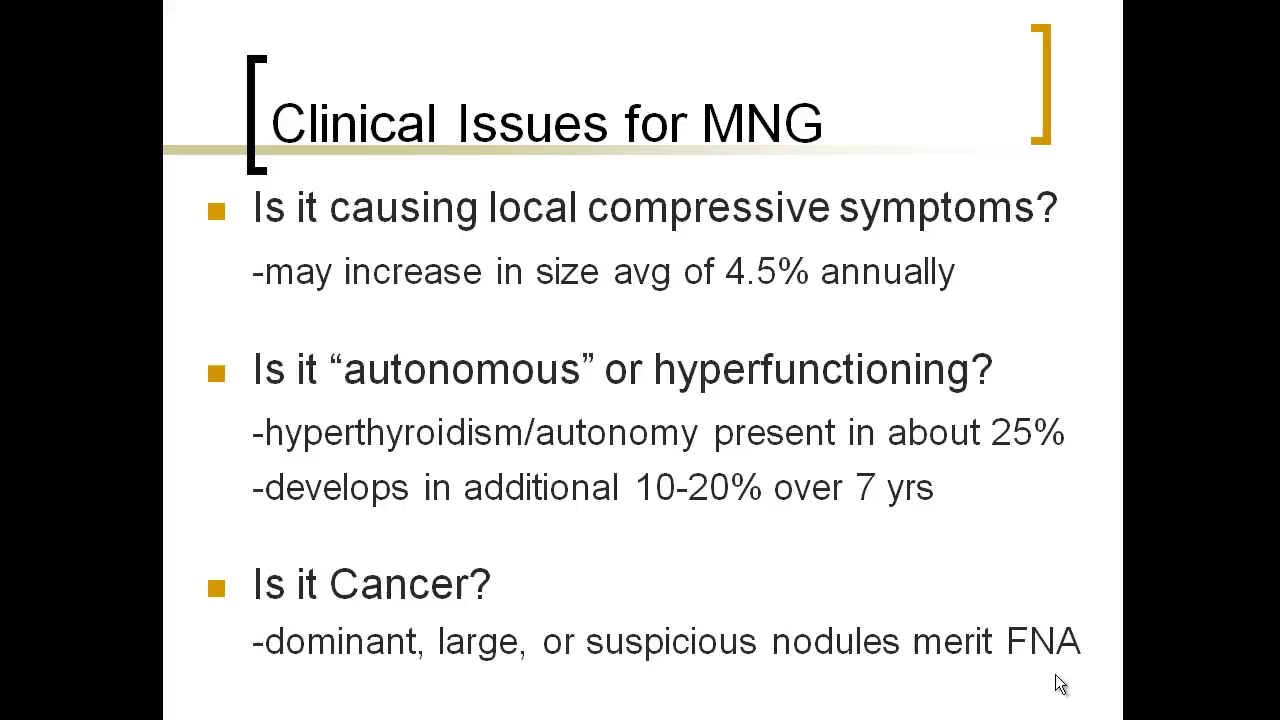 Clinical Issues for MNG
Is it causing local compressive symptoms?
-may increase in size avg of 4.5% annually
Is it “autonomous” or hyperfunctioning?
-hyperthyroidism/autonomy present in about 25%
-develops in additional 10-20% over 7 yrs
Is it Cancer?
-dominant, large, or suspicious nodules merit FNA